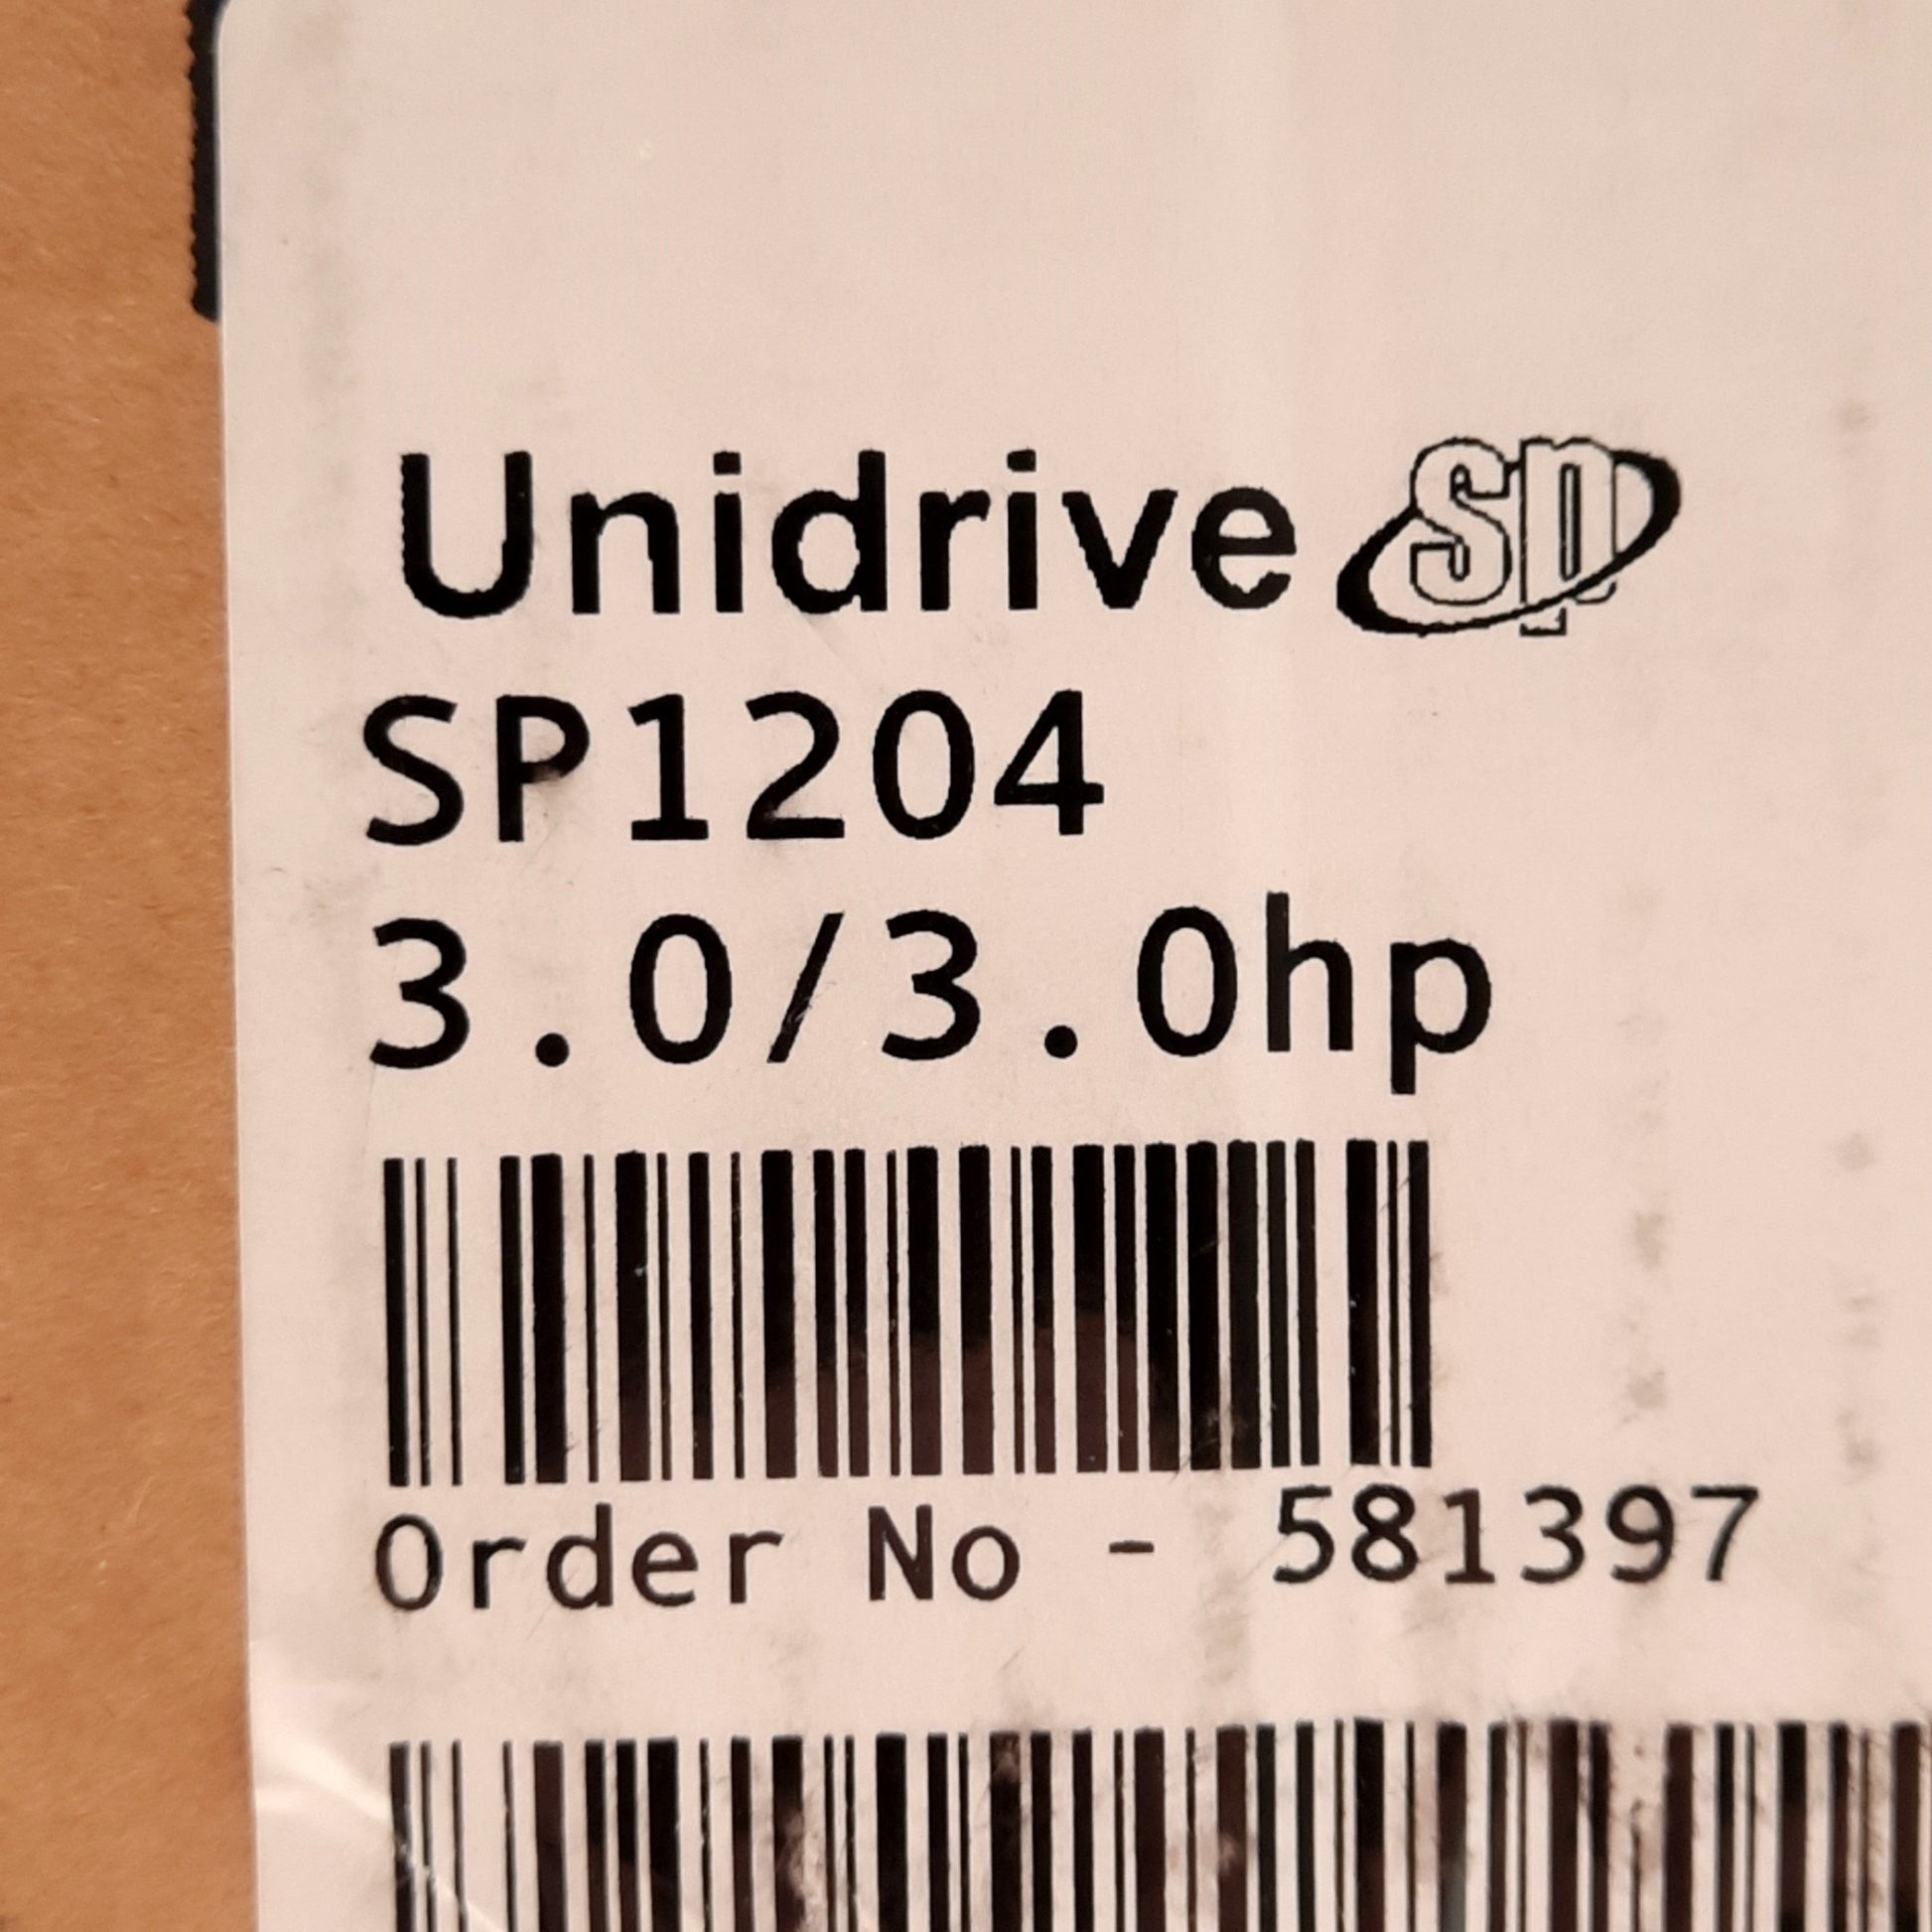 Unidrive SP
SP1204
3.0/3.0hp
Order No - 581397